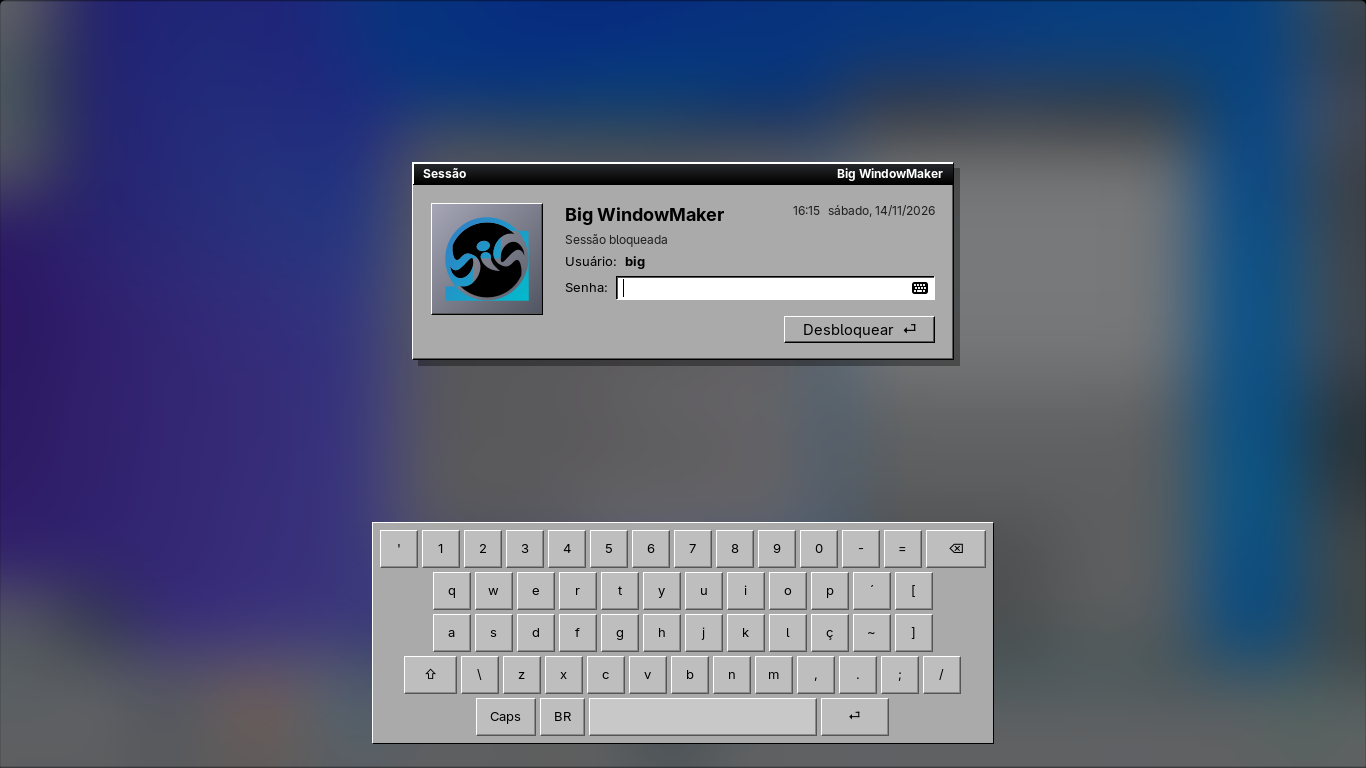 Sessão Big WindowMaker
Big WindowMaker 16:15 sábado, 14/11/2026
Sessão bloqueada
Usuário: big
Senha:
Desbloquear ⏎
' 1 2 3 4 5 6 7 8 9 0 - = ⌫
q w e r t y u i o p ´ [
a s d f g h j k l ç ~ ]
⇧ \ z x c v b n m , . ; /
Caps BR ⏎